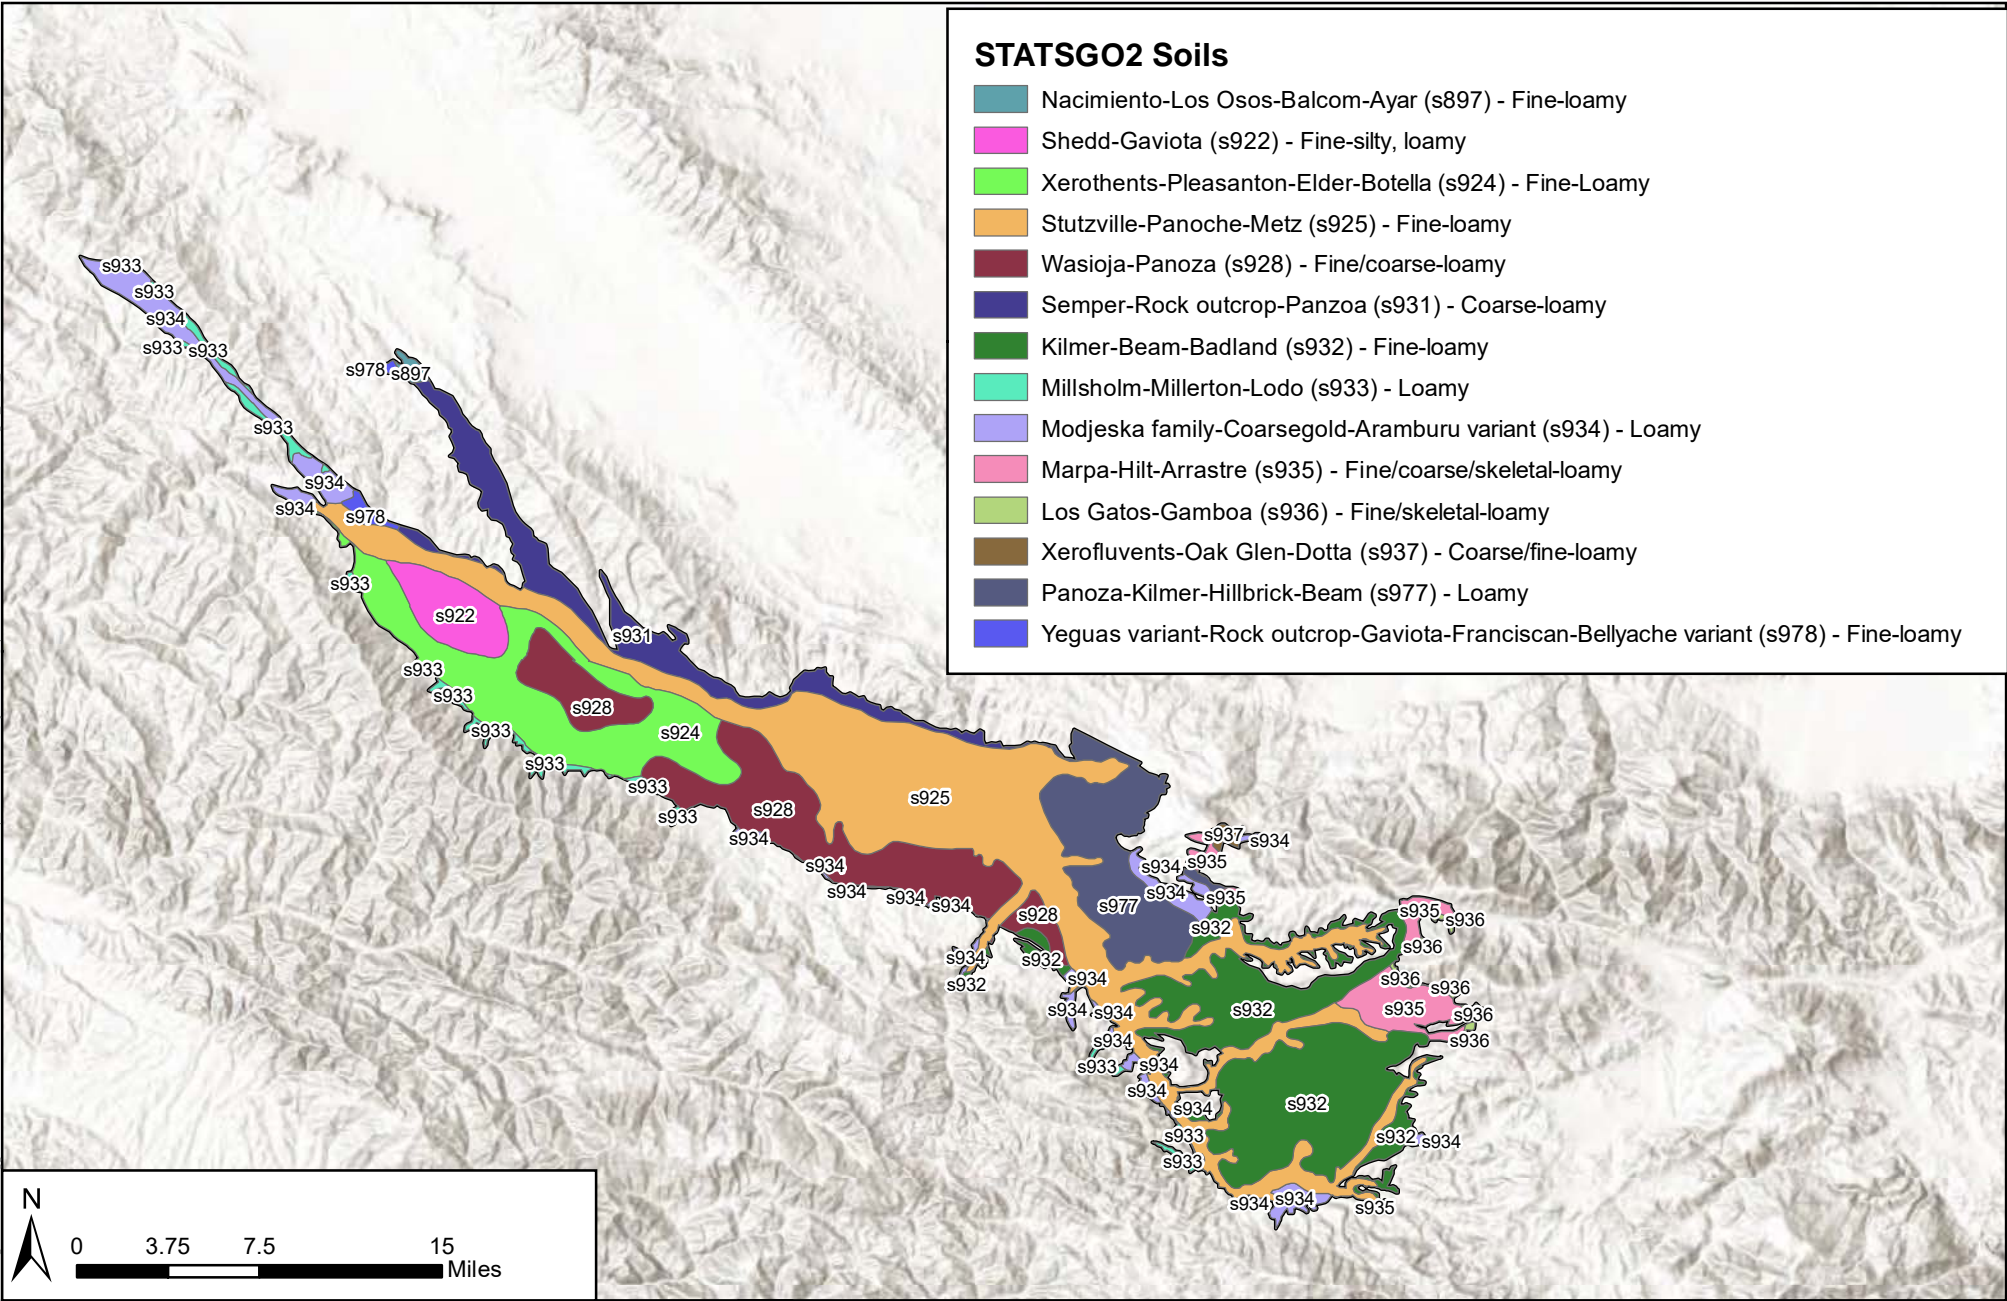 STATSGO2 Soils
Nacimiento-Los Osos-Balcom-Ayar (s897) - Fine-loamy
Shedd-Gaviota (s922) - Fine-silty, loamy
Xerothents-Pleasanton-Elder-Botella (s924) - Fine-Loamy
Stutzville-Panoche-Metz (s925) - Fine-loamy
Wasioja-Panoza (s928) - Fine/coarse-loamy
Semper-Rock outcrop-Panzoa (s931) - Coarse-loamy
Kilmer-Beam-Badland (s932) - Fine-loamy
Millsholm-Millerton-Lodo (s933) - Loamy
Modjeska family-Coarsegold-Aramburu variant (s934) - Loamy
Marpa-Hilt-Arrastre (s935) - Fine/coarse/skeletal-loamy
Los Gatos-Gamboa (s936) - Fine/skeletal-loamy
Xerofluvents-Oak Glen-Dotta (s937) - Coarse/fine-loamy
Panoza-Kilmer-Hillbrick-Beam (s977) - Loamy
Yeguas variant-Rock outcrop-Gaviota-Franciscan-Bellyache variant (s978) - Fine-loamy
s933
s933
s934
s933 s933
s978 s897
s933
s934
s934
s978
s933
s922
s931
s933
s933
s928
s933
s924
s933
s933
s925
s928
s933
s934
s937
s934
s934
s934
s935
s934
s934
s934
s934
s935
s977
s928
s935
s936
s932
s936
s934
s932
s932
s934
s936
s936
s934
s934
s932
s935
s936
s934
s936
s933
s934
s934
s934
s932
s933
s932
s934
s933
s934
s934
s935
N
0 3.75 7.5 15
Miles